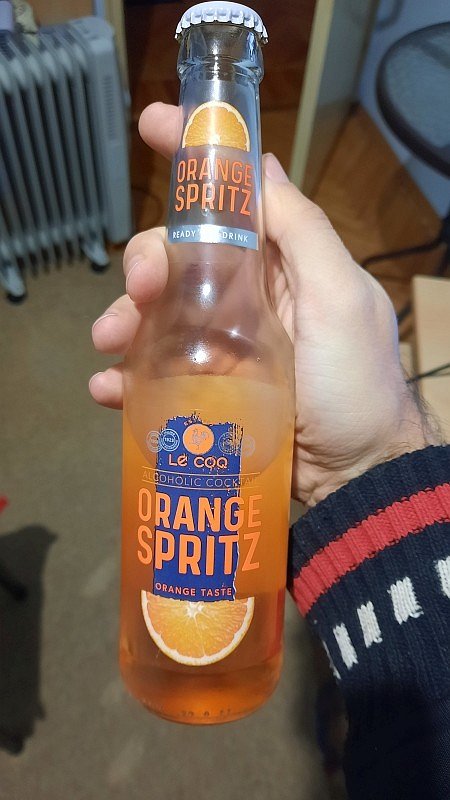 ORANGE
SPRITZ
READY DRINK
LE COQ
ALCOHOLIC COCKTAIL
ORANGE
SPRITZ
ORANGE TASTE